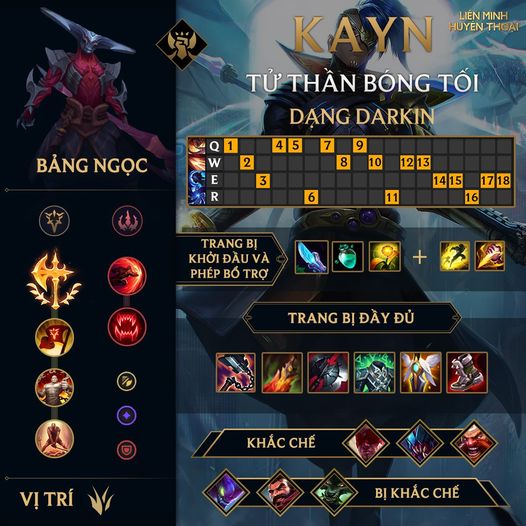 KAYN
LIÊN MINH
HUYỀN THOẠI
TỬ THẦN BÓNG TỐI
DẠNG DARKIN
BẢNG NGỌC
Q 1 4 5 7 9
W 2 8 10 12 13
E 3 14 15 17 18
R 6 11 16
TRANG BỊ
KHỞI ĐẦU VÀ
PHÉP BỔ TRỢ
+
TRANG BỊ ĐẦY ĐỦ
KHẮC CHẾ
BỊ KHẮC CHẾ
VỊ TRÍ